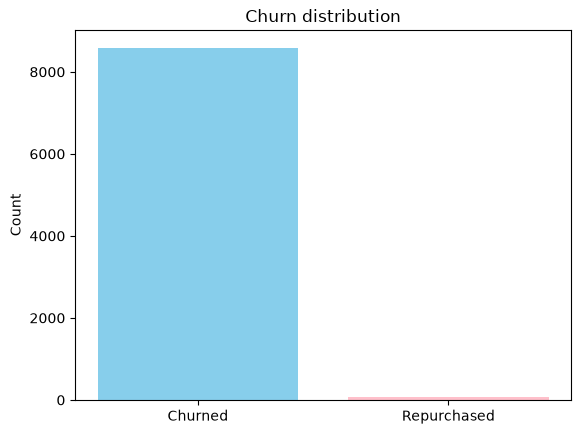 Churn distribution
8000
6000
4000
2000
0
Count
Churned
Repurchased